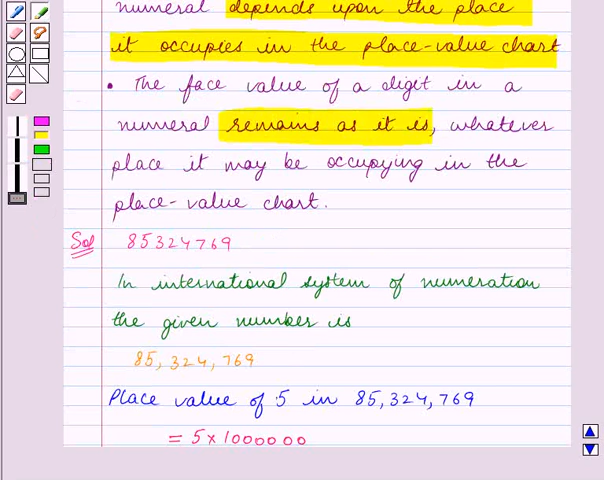 numeral depends upon the place
it occupies in the place-value chart
• The face value of a digit in a
numeral remains as it is, whatever
place it may be occupying in the
place-value chart.
Sol 85324769
In international system of numeration
the given number is
85, 324, 769
Place value of 5 in 85,324,769
= 5 x 1000000